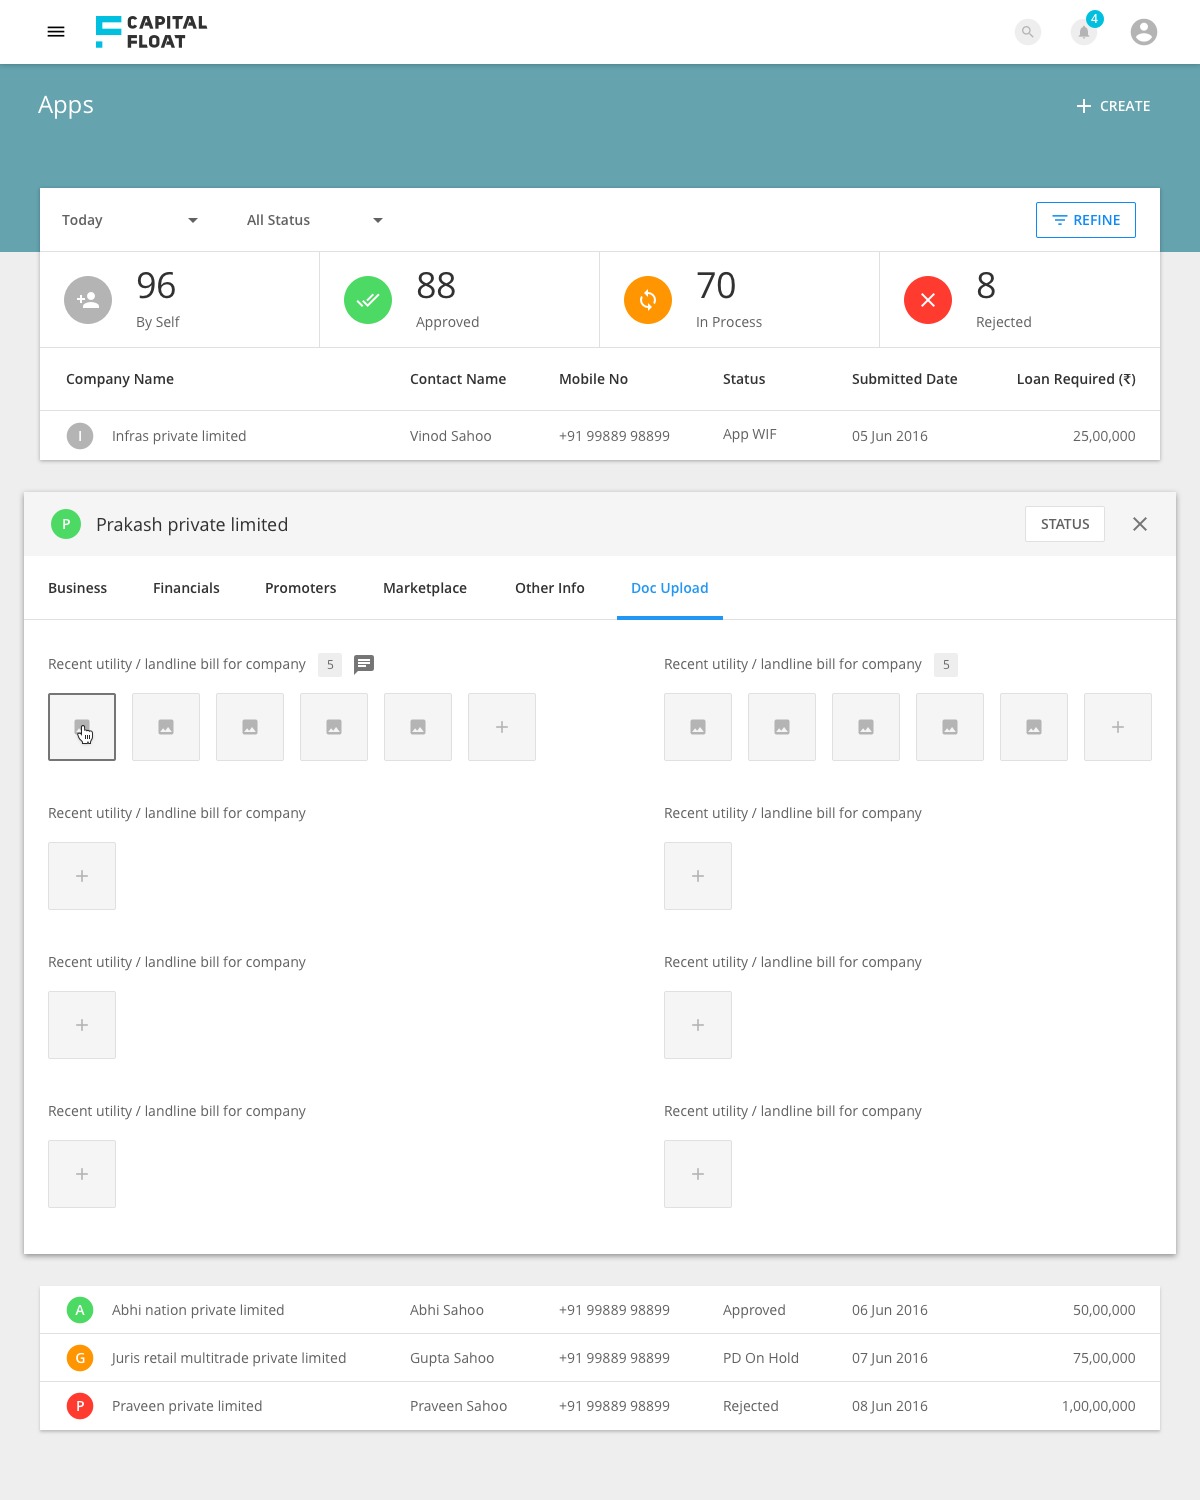 CAPITAL
FLOAT
4
Apps
CREATE
Today
All Status
REFINE
96
By Self
88
Approved
70
In Process
8
Rejected
Company Name Contact Name Mobile No Status Submitted Date Loan Required (₹)
I Infras private limited Vinod Sahoo +91 99889 98899 App WIF 05 Jun 2016 25,00,000
P Prakash private limited STATUS
Business Financials Promoters Marketplace Other Info Doc Upload
Recent utility / landline bill for company 5
Recent utility / landline bill for company 5
Recent utility / landline bill for company
Recent utility / landline bill for company
Recent utility / landline bill for company
Recent utility / landline bill for company
Recent utility / landline bill for company
Recent utility / landline bill for company
A Abhi nation private limited Abhi Sahoo +91 99889 98899 Approved 06 Jun 2016 50,00,000
G Juris retail multitrade private limited Gupta Sahoo +91 99889 98899 PD On Hold 07 Jun 2016 75,00,000
P Praveen private limited Praveen Sahoo +91 99889 98899 Rejected 08 Jun 2016 1,00,00,000